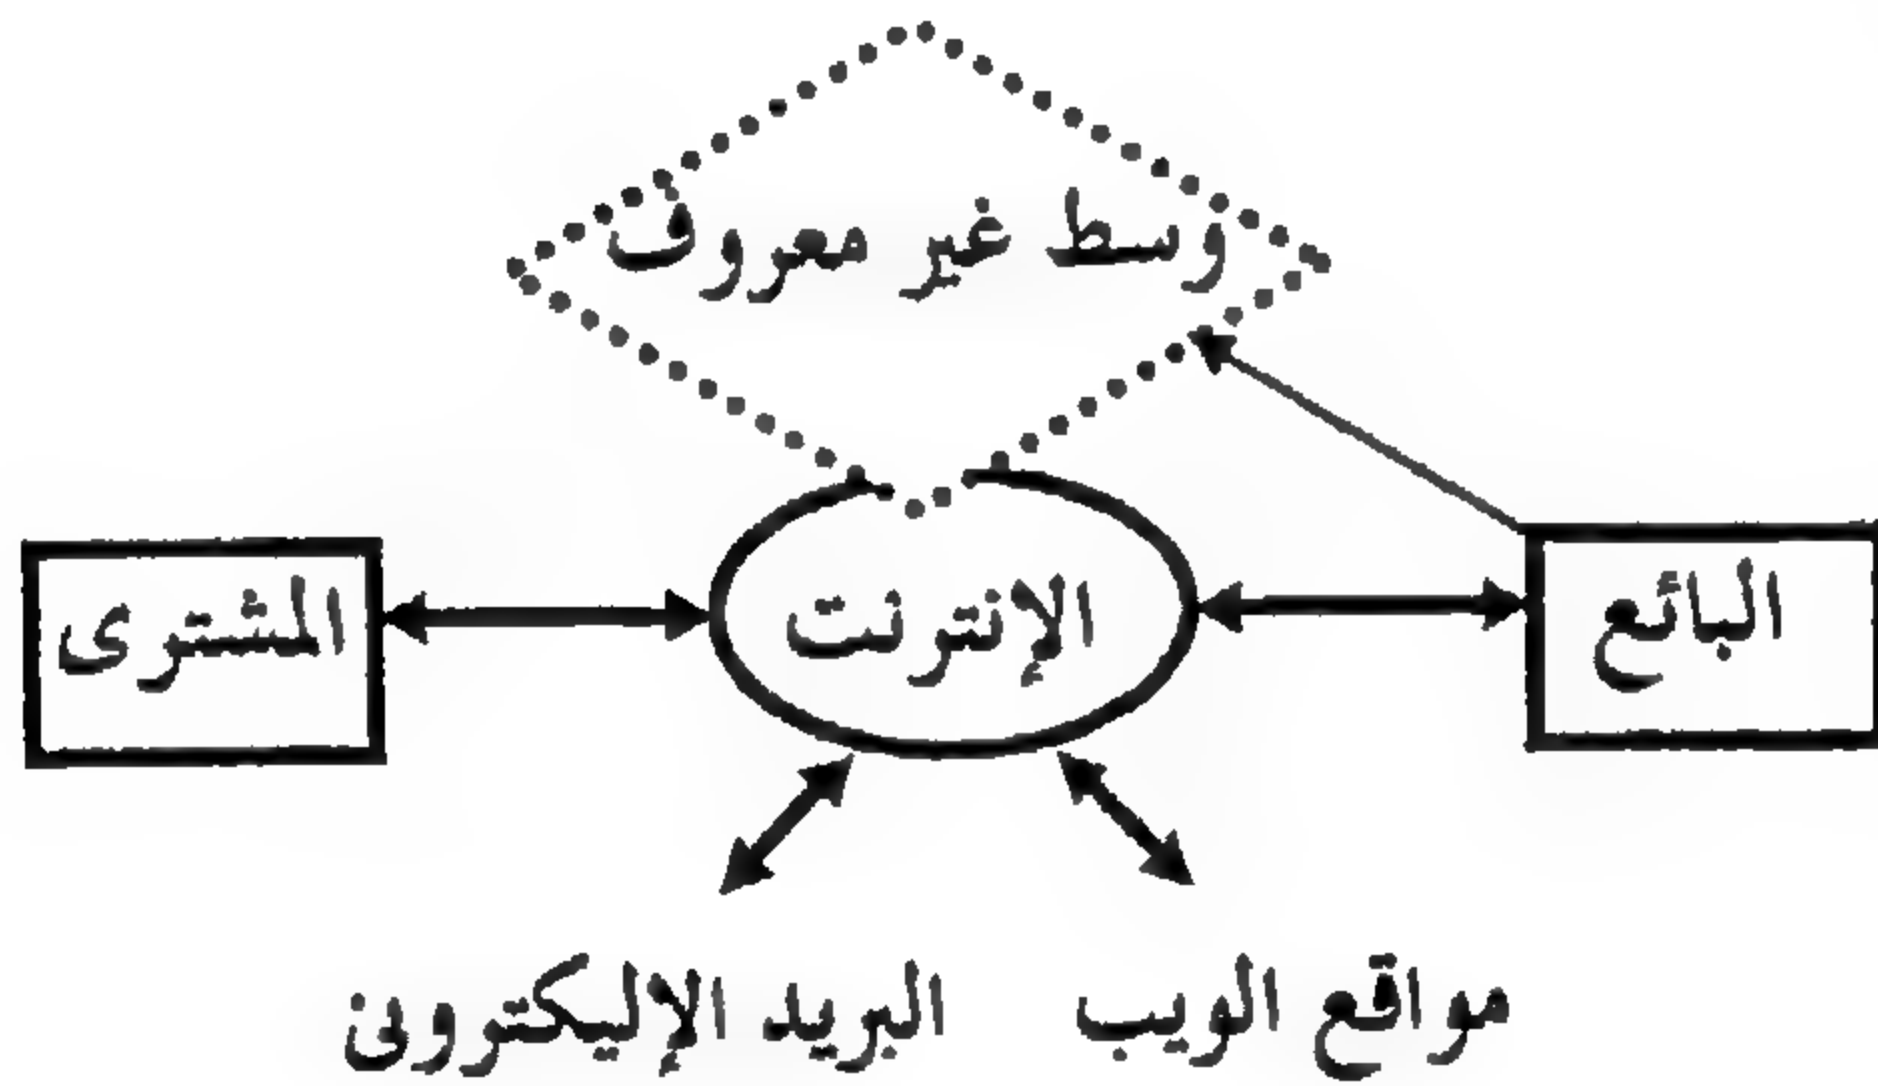 وسط غير معروف
البائع
الإنترنت
المشترى
مواقع الويب
البريد الإليكترونى